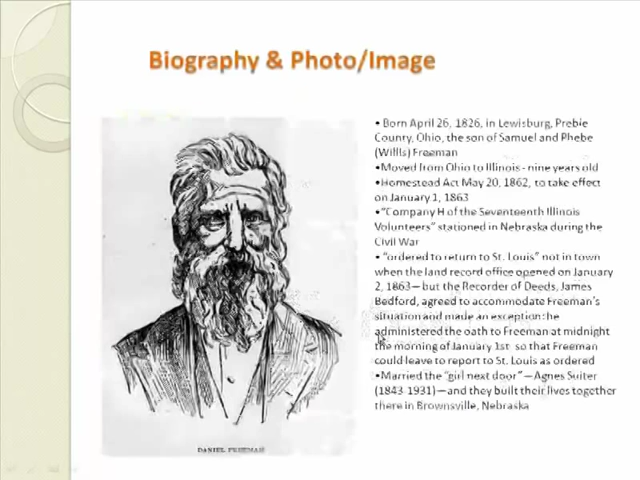 Biography & Photo/Image
• Born April 26, 1826, in Lewisburg, Preble
County, Ohio, the son of Samuel and Phebe
(Willis) Freeman
•Moved from Ohio to Illinois - nine years old
•Homestead Act May 20, 1862, to take effect
on January 1, 1863
•"Company H of the Seventeenth Illinois
Volunteers" stationed in Nebraska during the
Civil War
• "ordered to return to St. Louis" not in town
when the land record office opened on January
2, 1863—but the Recorder of Deeds, James
Bedford, agreed to accommodate Freeman's
situation and made an exception: he
administered the oath to Freeman at midnight
the morning of January 1st so that Freeman
could leave to report to St. Louis as ordered
•Married the "girl next door"—Agnes Suiter
(1843-1931)—and they built their lives together
there in Brownsville, Nebraska
DANIEL FREEMAN